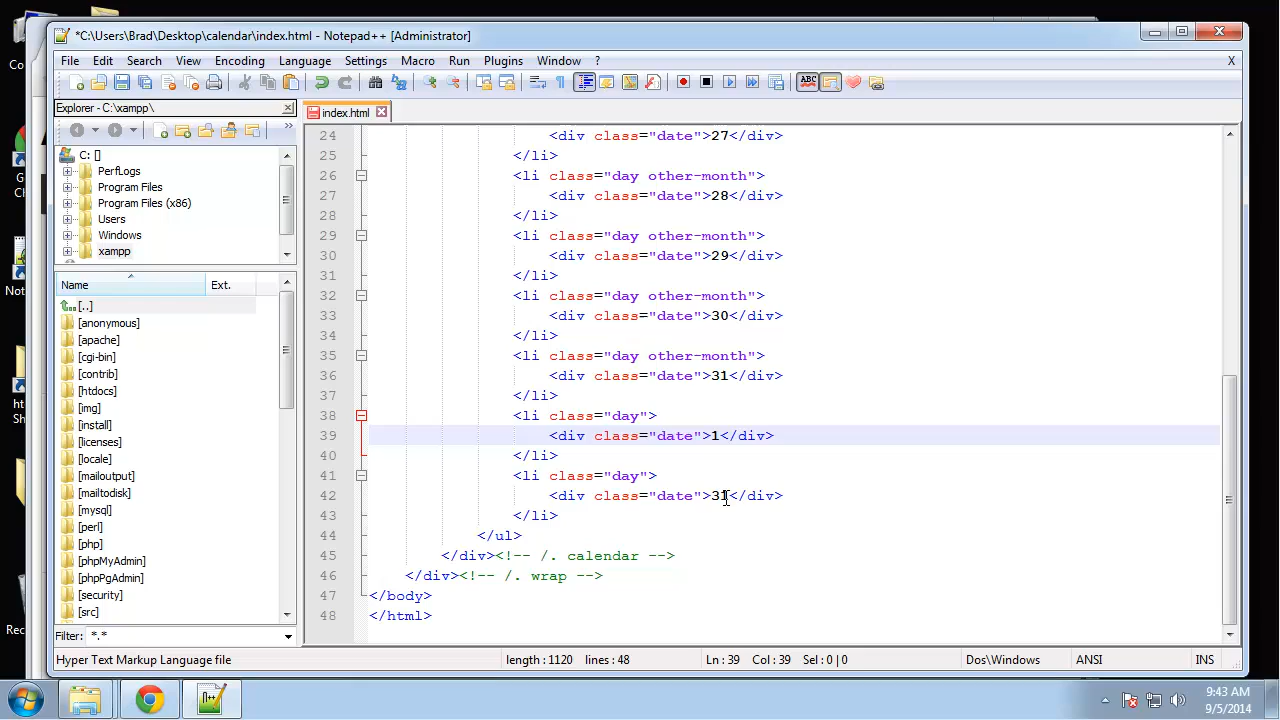 *C:\Users\Brad\Desktop\calendar\index.html - Notepad++ [Administrator]
File Edit Search View Encoding Language Settings Macro Run Plugins Window ? X
Explorer - C:\xampp\
index.html
C: []
PerfLogs
Program Files
Program Files (x86)
Users
Windows
xampp
Name Ext.
[..]
[anonymous]
[apache]
[cgi-bin]
[contrib]
[htdocs]
[img]
[install]
[licenses]
[locale]
[mailoutput]
[mailtodisk]
[mysql]
[perl]
[php]
[phpMyAdmin]
[phpPgAdmin]
[security]
[src]
Filter: *.*
24 <div class="date">27</div>
25 </li>
26 <li class="day other-month">
27 <div class="date">28</div>
28 </li>
29 <li class="day other-month">
30 <div class="date">29</div>
31 </li>
32 <li class="day other-month">
33 <div class="date">30</div>
34 </li>
35 <li class="day other-month">
36 <div class="date">31</div>
37 </li>
38 <li class="day">
39 <div class="date">1</div>
40 </li>
41 <li class="day">
42 <div class="date">31</div>
43 </li>
44 </ul>
45 </div><!-- /. calendar -->
46 </div><!-- /. wrap -->
47 </body>
48 </html>
Hyper Text Markup Language file length : 1120 lines : 48 Ln : 39 Col : 39 Sel : 0 | 0 Dos\Windows ANSI INS
9:43 AM
9/5/2014